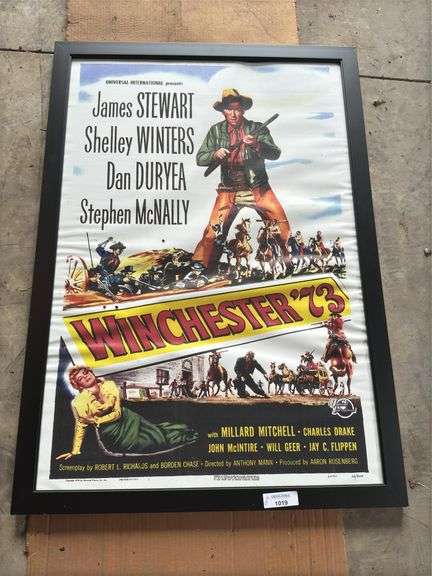 UNIVERSAL INTERNATIONAL presents
James STEWART
Shelley WINTERS
Dan DURYEA
Stephen McNALLY
WINCHESTER '73
with MILLARD MITCHELL • CHARLES DRAKE
JOHN McINTIRE • WILL GEER • JAY C. FLIPPEN
Screenplay by ROBERT L. RICHARDS and BORDEN CHASE • Directed by ANTHONY MANN • Produced by AARON ROSENBERG
1019